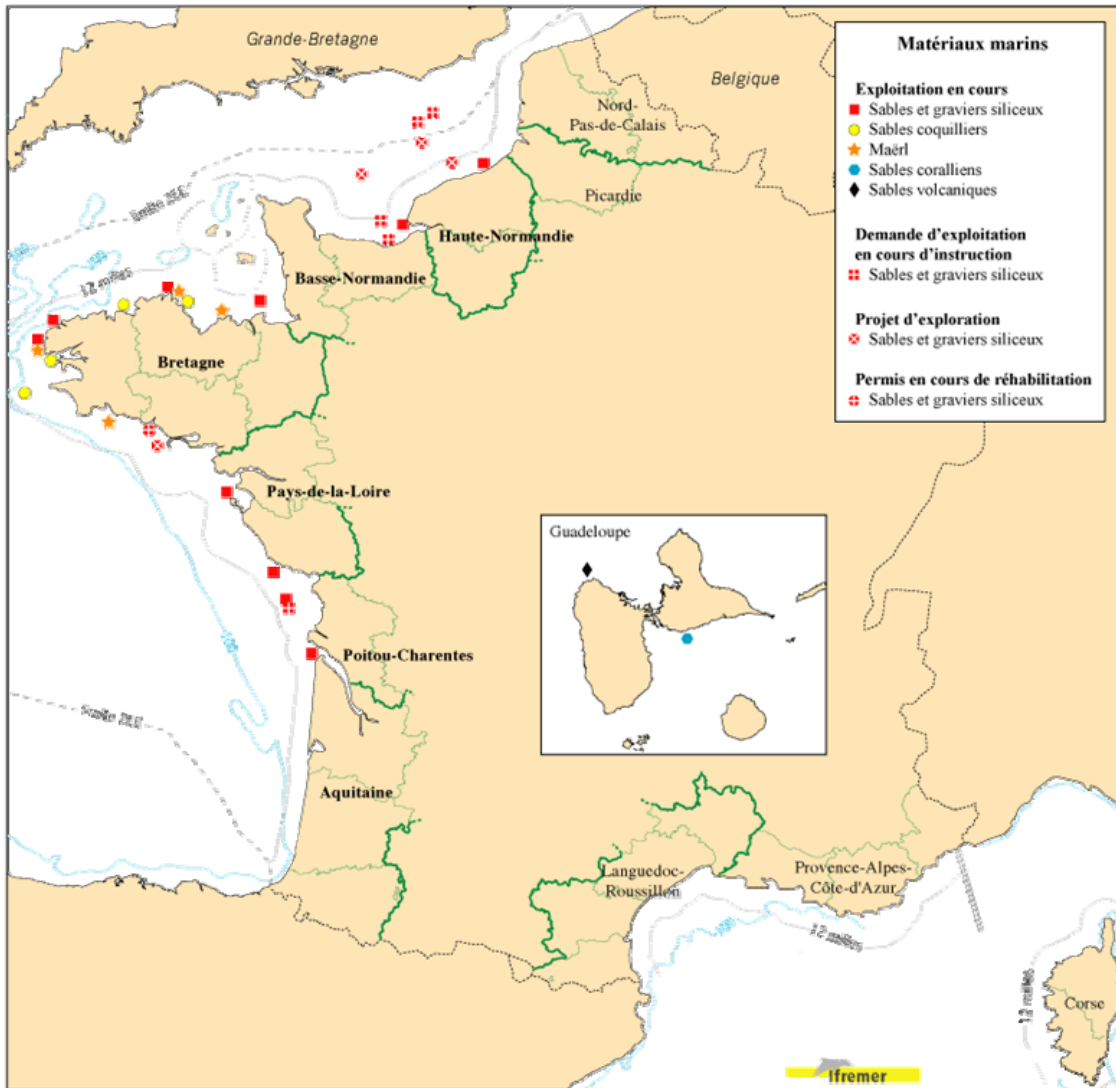 Grande-Bretagne
Belgique
Nord-
Pas-de-Calais
Picardie
Haute-Normandie
Basse-Normandie
Bretagne
Pays-de-la-Loire
Poitou-Charentes
Aquitaine
Languedoc-
Roussillon
Provence-Alpes-
Côte-d'Azur
Corse
12 milles
12 milles
12 milles
Guadeloupe
Matériaux marins
Exploitation en cours
Sables et graviers siliceux
Sables coquilliers
Maërl
Sables coralliens
Sables volcaniques
Demande d'exploitation
en cours d'instruction
Sables et graviers siliceux
Projet d'exploration
Sables et graviers siliceux
Permis en cours de réhabilitation
Sables et graviers siliceux
Ifremer